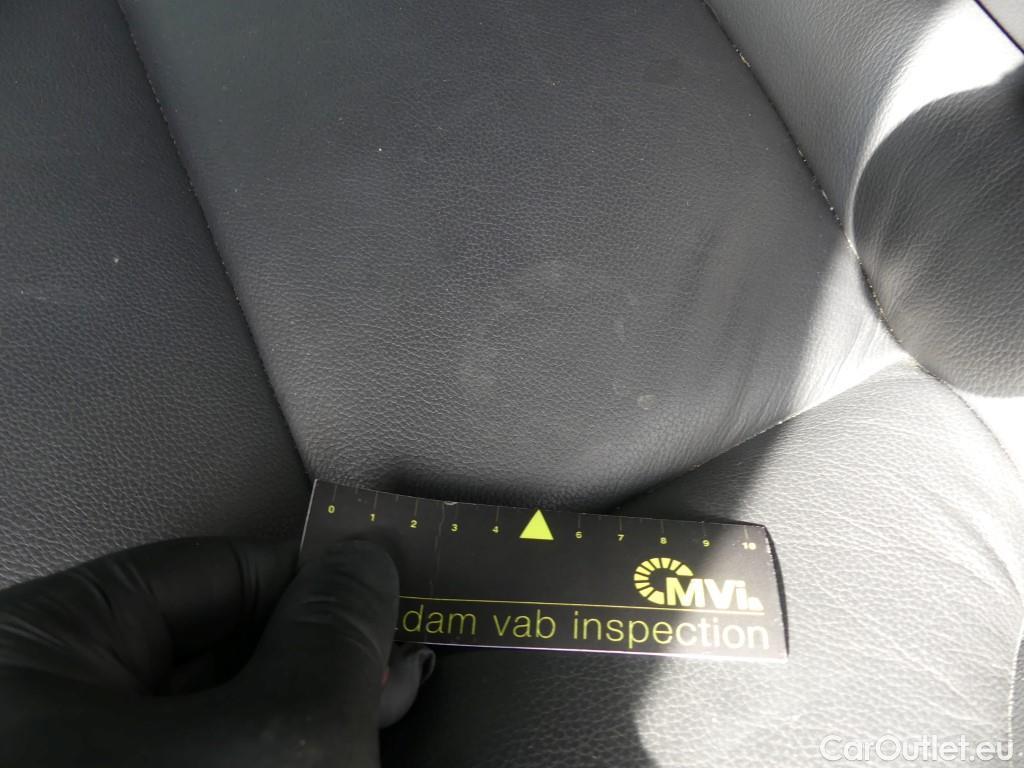 0 1 2 3 4 6 7 8 9 10
MVi
dam vab inspection
CarOutlet.eu